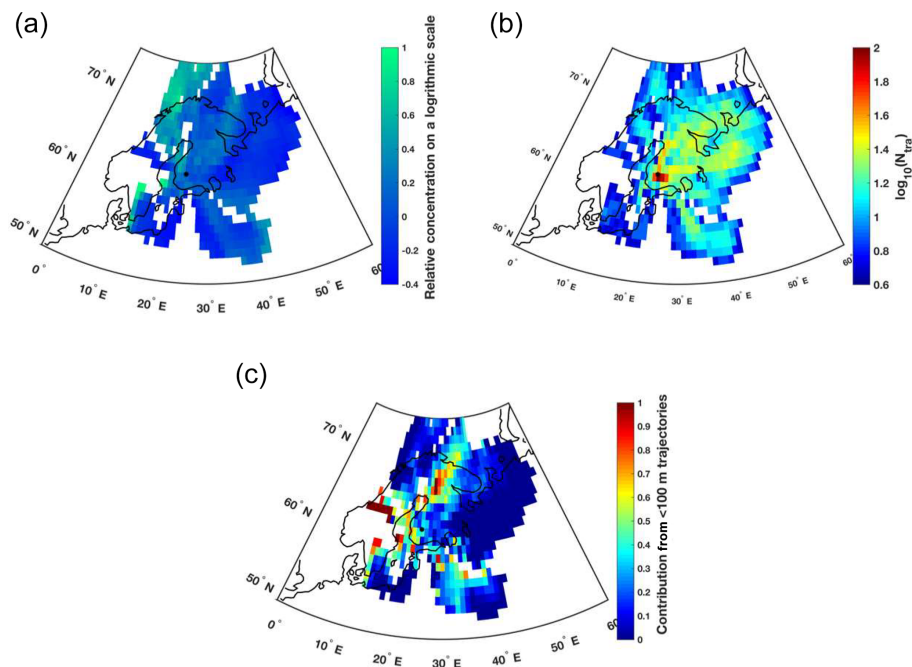 (a)
70° N
60° N
50° N
0°
10° E
20° E
30° E
40° E
50° E
60
1
0.8
0.6
0.4
0.2
0
-0.2
-0.4
Relative concentration on a logrithmic scale
(b)
70° N
60° N
50° N
0°
10° E
20° E
30° E
40° E
50° E
60°
2
1.8
1.6
1.4
1.2
1
0.8
0.6
log10(Ntra)
(c)
70° N
60° N
50° N
0°
10° E
20° E
30° E
40° E
50° E
60
1
0.9
0.8
0.7
0.6
0.5
0.4
0.3
0.2
0.1
0
Contribution from <100 m trajectories